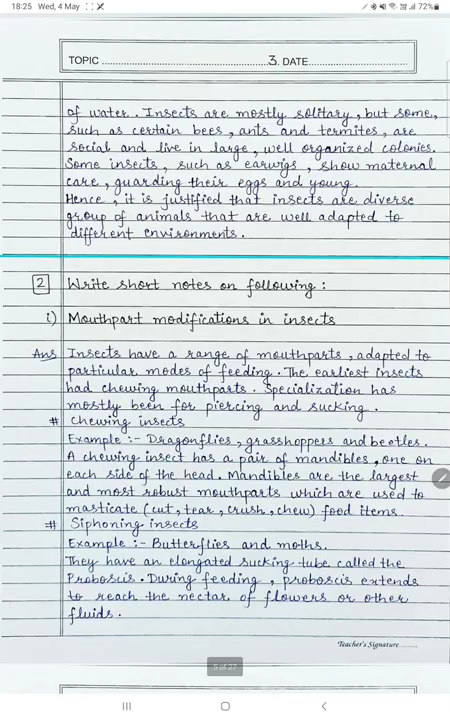 18:25 Wed, 4 May
72%
TOPIC ........ 3. DATE........
of water. Insects are mostly solitary, but some,
such as certain bees, ants and termites, are
social and live in large, well organized colonies.
Some insects, such as earwigs, show maternal
care, guarding their eggs and young.
Hence, it is justified that insects are diverse
group of animals that are well adapted to
different environments.
2 Write short notes on following :
i) Mouthpart modifications in insects
Ans Insects have a range of mouthparts, adapted to
particular modes of feeding. The earliest insects
had chewing mouthparts. Specialization has
mostly been for piercing and sucking.
# Chewing insects
Example :- Dragonflies, grasshoppers and beetles.
A chewing insect has a pair of mandibles, one on
each side of the head. Mandibles are the largest
and most robust mouthparts which are used to
masticate (cut, tear, crush, chew) food items.
# Siphoning insects
Example :- Butterflies and moths.
They have an elongated sucking tube called the
Proboscis. During feeding, proboscis extends
to reach the nectar of flowers or other
fluids.
Teacher's Signature........
5 of 27